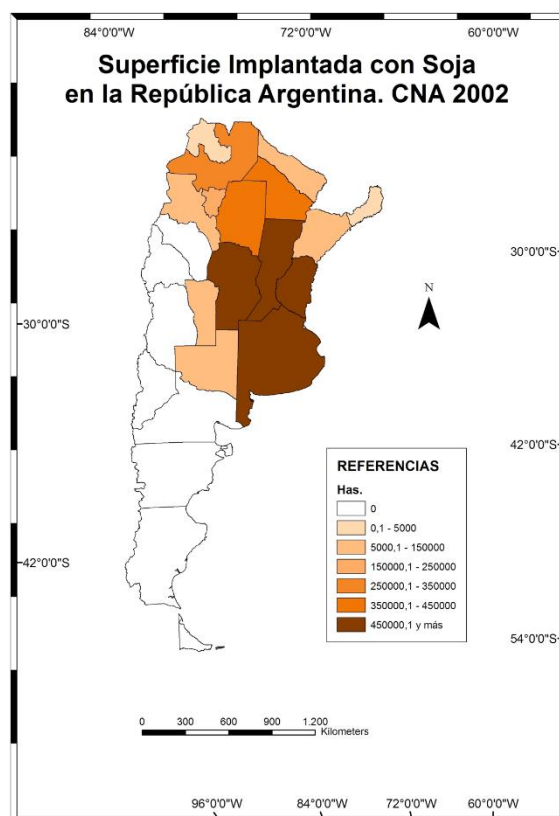 84°0'0"W 72°0'0"W 60°0'0"W
Superficie Implantada con Soja
en la República Argentina. CNA 2002
30°0'0"S
N
30°0'0"S
42°0'0"S
REFERENCIAS
Has.
0
0,1 - 5000
5000,1 - 150000
150000,1 - 250000
250000,1 - 350000
350000,1 - 450000
450000,1 y más
42°0'0"S
54°0'0"S
0 300 600 900 1.200
Kilometers
96°0'0"W 84°0'0"W 72°0'0"W 60°0'0"W